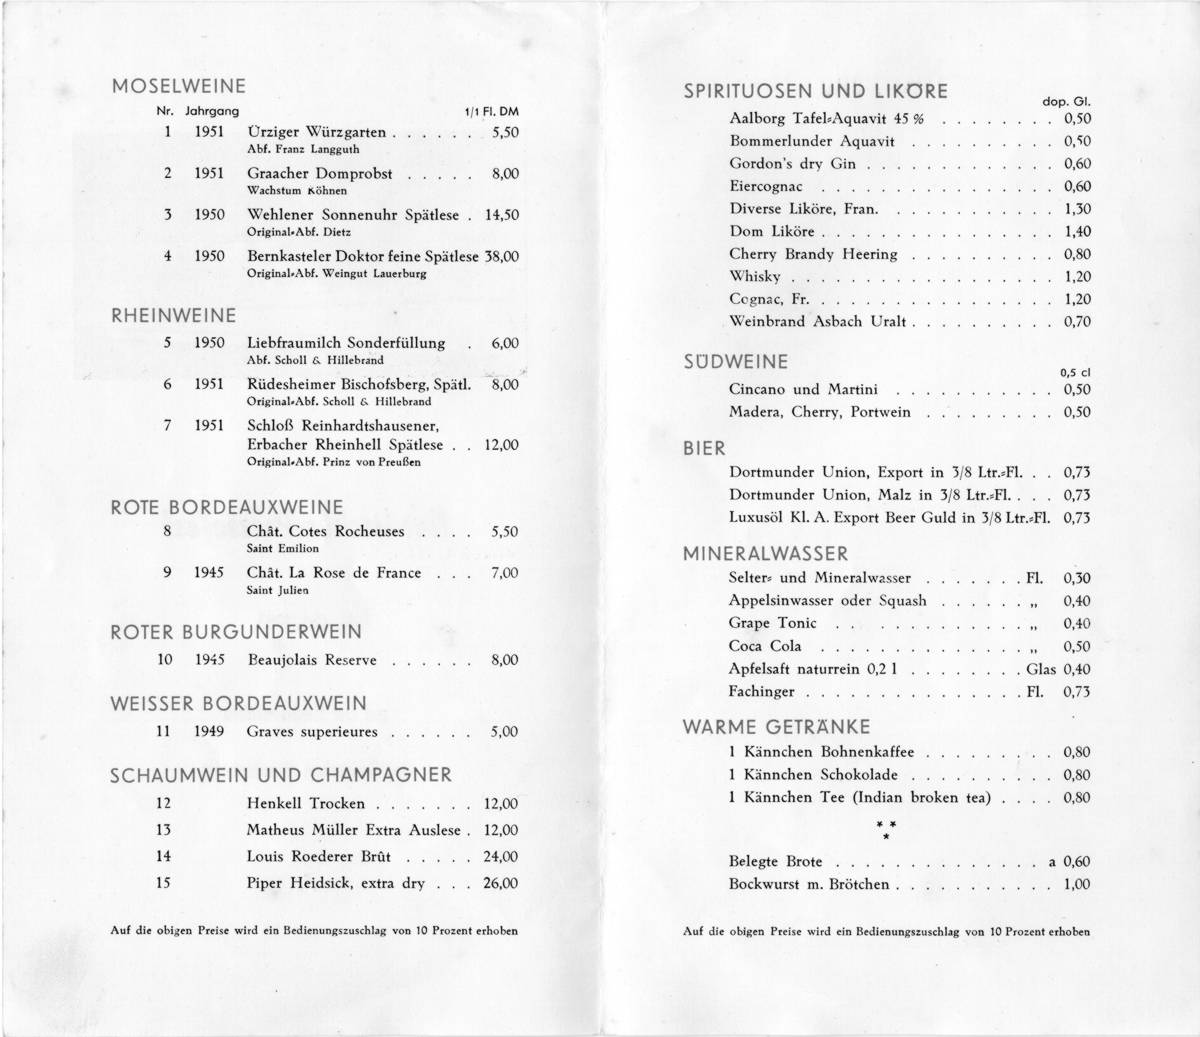 MOSELWEINE
Nr. Jahrgang 1/1 Fl. DM
1 1951 Ürziger Würzgarten . . . . . . 5,50
Abf. Franz Langguth
2 1951 Graacher Domprobst . . . . . 8,00
Wachstum Köhnen
3 1950 Wehlener Sonnenuhr Spätlese . 14,50
Original-Abf. Dietz
4 1950 Bernkasteler Doktor feine Spätlese 38,00
Original-Abf. Weingut Lauerburg
RHEINWEINE
5 1950 Liebfraumilch Sonderfüllung . 6,00
Abf. Scholl & Hillebrand
6 1951 Rüdesheimer Bischofsberg, Spätl. 8,00
Original-Abf. Scholl & Hillebrand
7 1951 Schloß Reinhardtshausener,
Erbacher Rheinhell Spätlese . . 12,00
Original-Abf. Prinz von Preußen
ROTE BORDEAUXWEINE
8 Chât. Cotes Rocheuses . . . . 5,50
Saint Emilion
9 1945 Chât. La Rose de France . . . 7,00
Saint Julien
ROTER BURGUNDERWEIN
10 1945 Beaujolais Reserve . . . . . . 8,00
WEISSER BORDEAUXWEIN
11 1949 Graves superieures . . . . . . 5,00
SCHAUMWEIN UND CHAMPAGNER
12 Henkell Trocken . . . . . . . 12,00
13 Matheus Müller Extra Auslese . 12,00
14 Louis Roederer Brût . . . . . 24,00
15 Piper Heidsick, extra dry . . . 26,00
Auf die obigen Preise wird ein Bedienungszuschlag von 10 Prozent erhoben
SPIRITUOSEN UND LIKÖRE
dop. Gl.
Aalborg Tafel-Aquavit 45 % . . . . . . . . 0,50
Bommerlunder Aquavit . . . . . . . . . . 0,50
Gordon's dry Gin . . . . . . . . . . . . 0,60
Eiercognac . . . . . . . . . . . . . . . 0,60
Diverse Liköre, Fran. . . . . . . . . . . 1,30
Dom Liköre . . . . . . . . . . . . . . . 1,40
Cherry Brandy Heering . . . . . . . . . . 0,80
Whisky . . . . . . . . . . . . . . . . . 1,20
Cognac, Fr. . . . . . . . . . . . . . . . 1,20
Weinbrand Asbach Uralt . . . . . . . . . . 0,70
SÜDWEINE
0,5 cl
Cincano und Martini . . . . . . . . . . . 0,50
Madera, Cherry, Portwein . . . . . . . . . 0,50
BIER
Dortmunder Union, Export in 3/8 Ltr.-Fl. . . 0,73
Dortmunder Union, Malz in 3/8 Ltr.-Fl. . . . 0,73
Luxusöl Kl. A. Export Beer Guld in 3/8 Ltr.-Fl. 0,73
MINERALWASSER
Selter- und Mineralwasser . . . . . . . Fl. 0,30
Appelsinwasser oder Squash . . . . . . „ 0,40
Grape Tonic . . . . . . . . . . . . . „ 0,40
Coca Cola . . . . . . . . . . . . . . „ 0,50
Apfelsaft naturrein 0,2 l . . . . . . . . Glas 0,40
Fachinger . . . . . . . . . . . . . . . Fl. 0,73
WARME GETRÄNKE
1 Kännchen Bohnenkaffee . . . . . . . . . 0,80
1 Kännchen Schokolade . . . . . . . . . . 0,80
1 Kännchen Tee (Indian broken tea) . . . . 0,80
* *
*
Belegte Brote . . . . . . . . . . . . . . a 0,60
Bockwurst m. Brötchen . . . . . . . . . . . 1,00
Auf die obigen Preise wird ein Bedienungszuschlag von 10 Prozent erhoben